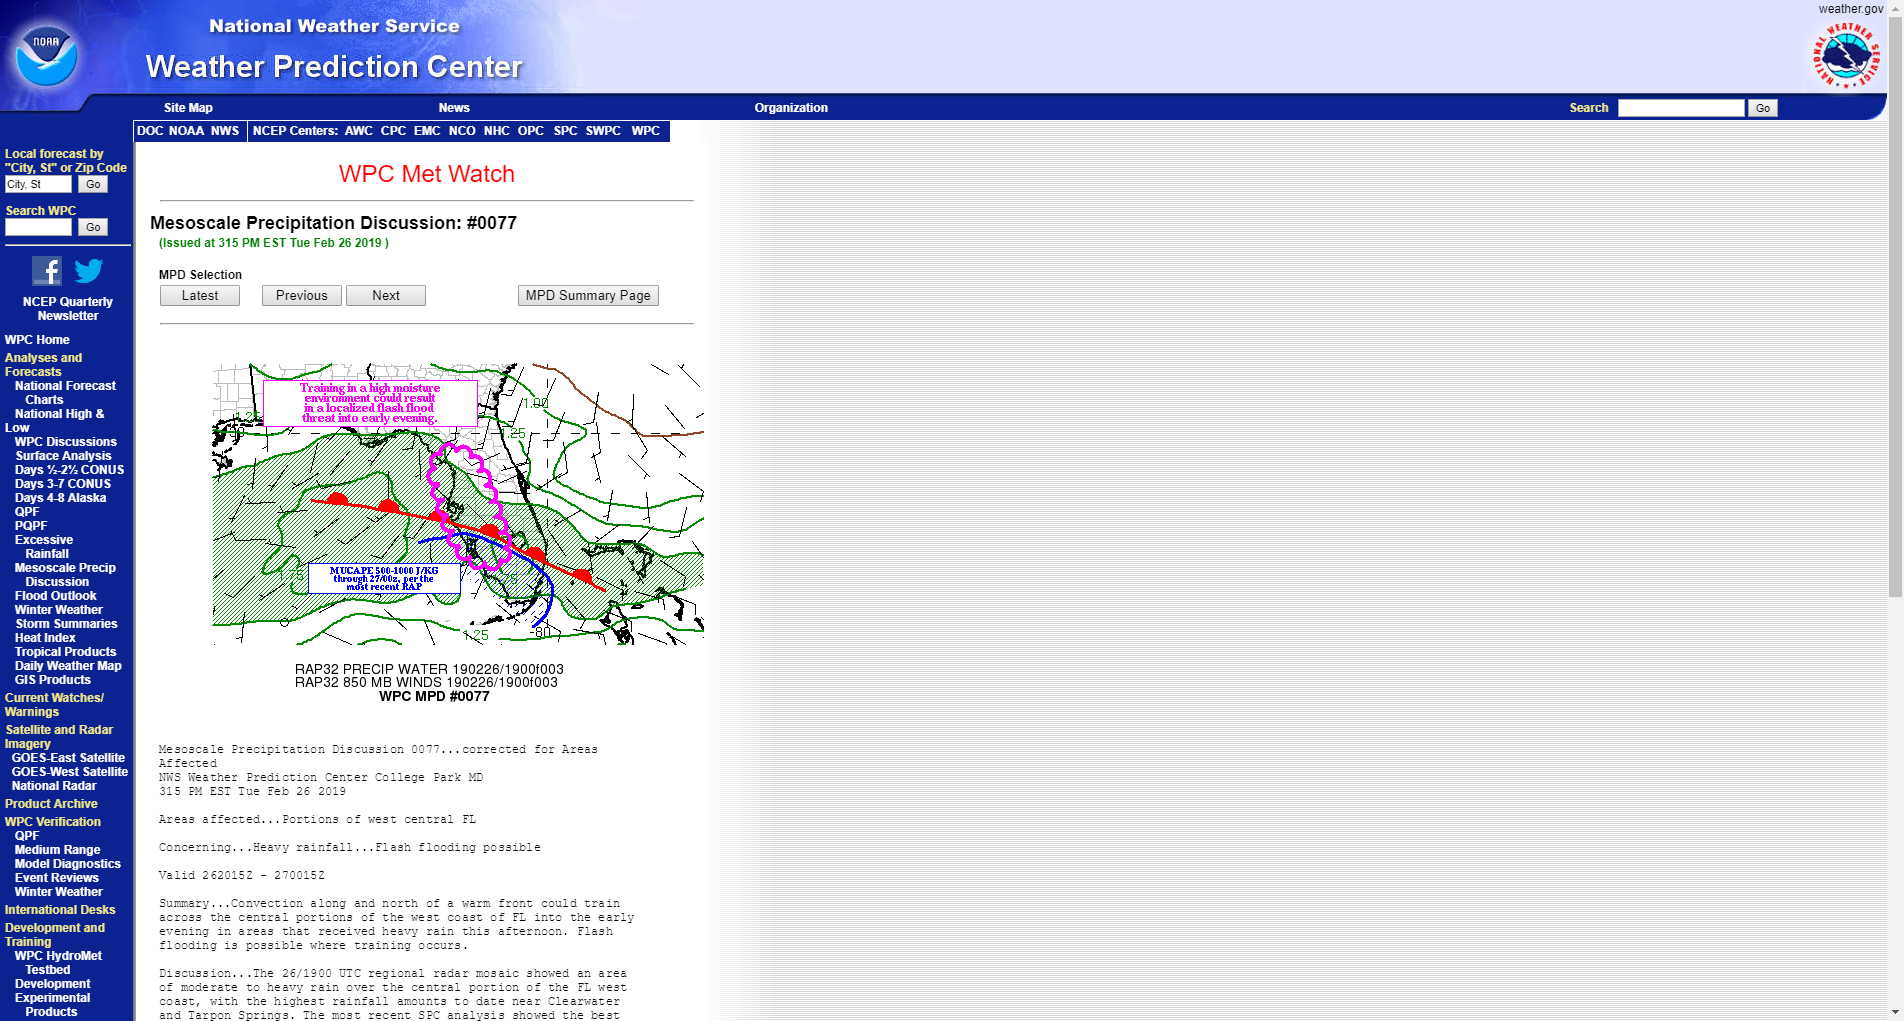 weather.gov
NOAA
National Weather Service
Weather Prediction Center
NATIONAL WEATHER SERVICE
Site Map News Organization Search Go
DOC NOAA NWS NCEP Centers: AWC CPC EMC NCO NHC OPC SPC SWPC WPC
Local forecast by
"City, St" or Zip Code
City, St Go
Search WPC
Go
NCEP Quarterly
Newsletter
WPC Home
Analyses and
Forecasts
National Forecast
Charts
National High &
Low
WPC Discussions
Surface Analysis
Days ½-2½ CONUS
Days 3-7 CONUS
Days 4-8 Alaska
QPF
PQPF
Excessive
Rainfall
Mesoscale Precip
Discussion
Flood Outlook
Winter Weather
Storm Summaries
Heat Index
Tropical Products
Daily Weather Map
GIS Products
Current Watches/
Warnings
Satellite and Radar
Imagery
GOES-East Satellite
GOES-West Satellite
National Radar
Product Archive
WPC Verification
QPF
Medium Range
Model Diagnostics
Event Reviews
Winter Weather
International Desks
Development and
Training
WPC HydroMet
Testbed
Development
Experimental
Products
WPC Met Watch
Mesoscale Precipitation Discussion: #0077
(Issued at 315 PM EST Tue Feb 26 2019 )
MPD Selection
Latest Previous Next MPD Summary Page
Training in a high moisture
environment could result
in a localized flash flood
threat into early evening.
1.00
1.25
.25
MUCAPE 500-1000 J/KG
through 27/00z, per the
most recent RAP
1.75
.75
1.25
-80
RAP32 PRECIP WATER 190226/1900f003
RAP32 850 MB WINDS 190226/1900f003
WPC MPD #0077
Mesoscale Precipitation Discussion 0077...corrected for Areas
Affected
NWS Weather Prediction Center College Park MD
315 PM EST Tue Feb 26 2019
Areas affected...Portions of west central FL
Concerning...Heavy rainfall...Flash flooding possible
Valid 262015Z - 270015Z
Summary...Convection along and north of a warm front could train
across the central portions of the west coast of FL into the early
evening in areas that received heavy rain this afternoon. Flash
flooding is possible where training occurs.
Discussion...The 26/1900 UTC regional radar mosaic showed an area
of moderate to heavy rain over the central portion of the FL west
coast, with the highest rainfall amounts to date near Clearwater
and Tarpon Springs. The most recent SPC analysis showed the best